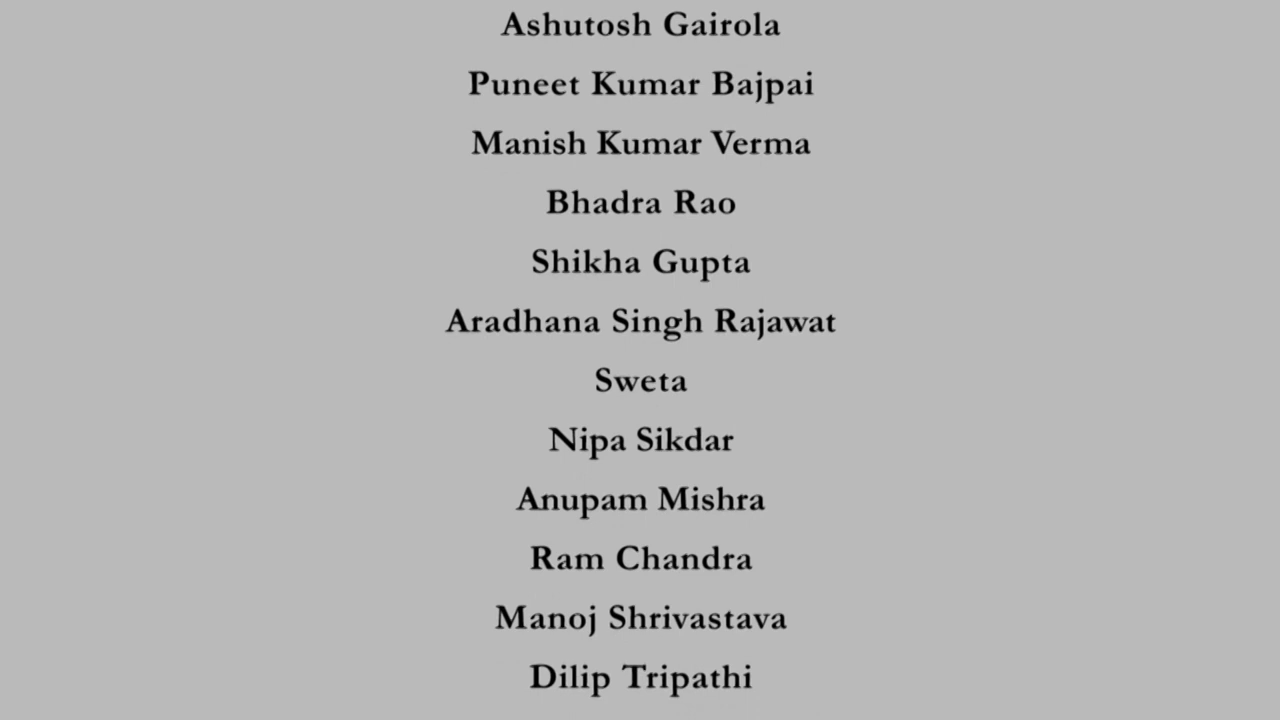 Ashutosh Gairola
Puneet Kumar Bajpai
Manish Kumar Verma
Bhadra Rao
Shikha Gupta
Aradhana Singh Rajawat
Sweta
Nipa Sikdar
Anupam Mishra
Ram Chandra
Manoj Shrivastava
Dilip Tripathi